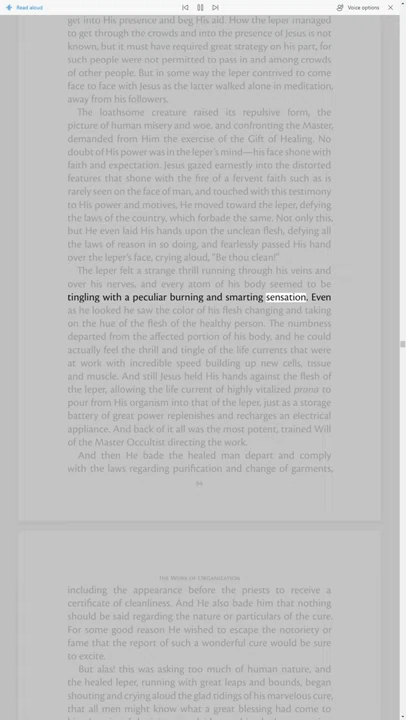 Read aloud
Voice options
get into His presence and beg His aid. How the leper managed
to get through the crowds and into the presence of Jesus is not
known, but it must have required great strategy on his part, for
such people were not permitted to pass in and among crowds
of other people. But in some way the leper contrived to come
face to face with Jesus as the latter walked alone in meditation,
away from his followers.
The loathsome creature raised its repulsive form, the
picture of human misery and woe, and confronting the Master,
demanded from Him the exercise of the Gift of Healing. No
doubt of His power was in the leper's mind—his face shone with
faith and expectation. Jesus gazed earnestly into the distorted
features that shone with the fire of a fervent faith such as is
rarely seen on the face of man, and touched with this testimony
to His power and motives, He moved toward the leper, defying
the laws of the country, which forbade the same. Not only this,
but He even laid His hands upon the unclean flesh, defying all
the laws of reason in so doing, and fearlessly passed His hand
over the leper's face, crying aloud, "Be thou clean!"
The leper felt a strange thrill running through his veins and
over his nerves, and every atom of his body seemed to be
tingling with a peculiar burning and smarting sensation. Even
as he looked he saw the color of his flesh changing and taking
on the hue of the flesh of the healthy person. The numbness
departed from the affected portion of his body, and he could
actually feel the thrill and tingle of the life currents that were
at work with incredible speed building up new cells, tissue
and muscle. And still Jesus held His hands against the flesh of
the leper, allowing the life current of highly vitalized prana to
pour from His organism into that of the leper, just as a storage
battery of great power replenishes and recharges an electrical
appliance. And back of it all was the most potent, trained Will
of the Master Occultist directing the work.
And then He bade the healed man depart and comply
with the laws regarding purification and change of garments,
The Work of Organization
including the appearance before the priests to receive a
certificate of cleanliness. And He also bade him that nothing
should be said regarding the nature or particulars of the cure.
For some good reason He wished to escape the notoriety or
fame that the report of such a wonderful cure would be sure
to excite.
But alas! this was asking too much of human nature, and
the healed leper, running with great leaps and bounds, began
shouting and crying aloud the glad tidings of his marvelous cure,
that all men might know what a great blessing had come to